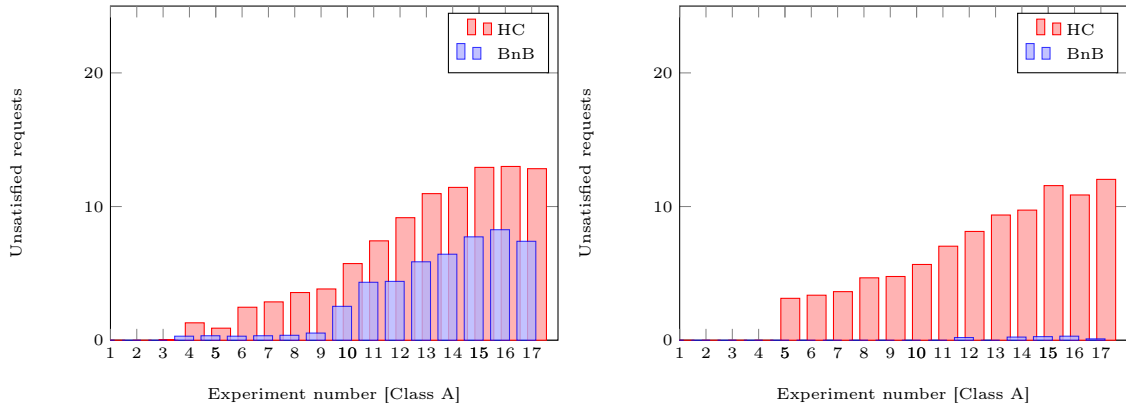 HC
BnB
20
10
0
1 2 3 4 5 6 7 8 9 10 11 12 13 14 15 16 17
Unsatisfied requests
Experiment number [Class A]
HC
BnB
20
10
0
1 2 3 4 5 6 7 8 9 10 11 12 13 14 15 16 17
Unsatisfied requests
Experiment number [Class A]